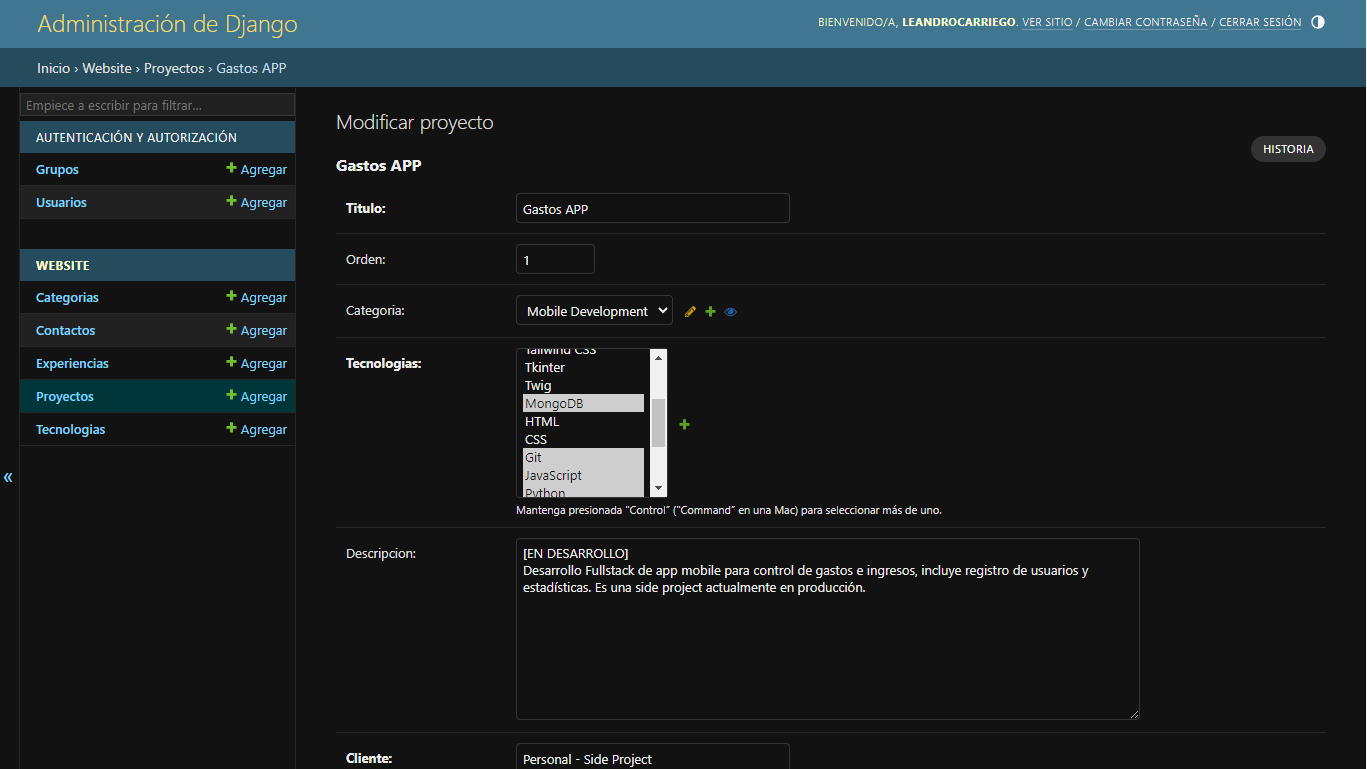 Administración de Django
BIENVENIDO/A, LEANDROCARRIEGO. VER SITIO / CAMBIAR CONTRASEÑA / CERRAR SESIÓN
Inicio › Website › Proyectos › Gastos APP
Empiece a escribir para filtrar...
AUTENTICACIÓN Y AUTORIZACIÓN
Grupos + Agregar
Usuarios + Agregar
WEBSITE
Categorias + Agregar
Contactos + Agregar
Experiencias + Agregar
Proyectos + Agregar
Tecnologias + Agregar
«
Modificar proyecto
HISTORIA
Gastos APP
Titulo: Gastos APP
Orden: 1
Categoria: Mobile Development
Tecnologias:
Tailwind CSS
Tkinter
Twig
MongoDB
HTML
CSS
Git
JavaScript
Python
Mantenga presionada "Control" ("Command" en una Mac) para seleccionar más de uno.
Descripcion:
[EN DESARROLLO]
Desarrollo Fullstack de app mobile para control de gastos e ingresos, incluye registro de usuarios y
estadísticas. Es una side project actualmente en producción.
Cliente: Personal - Side Project